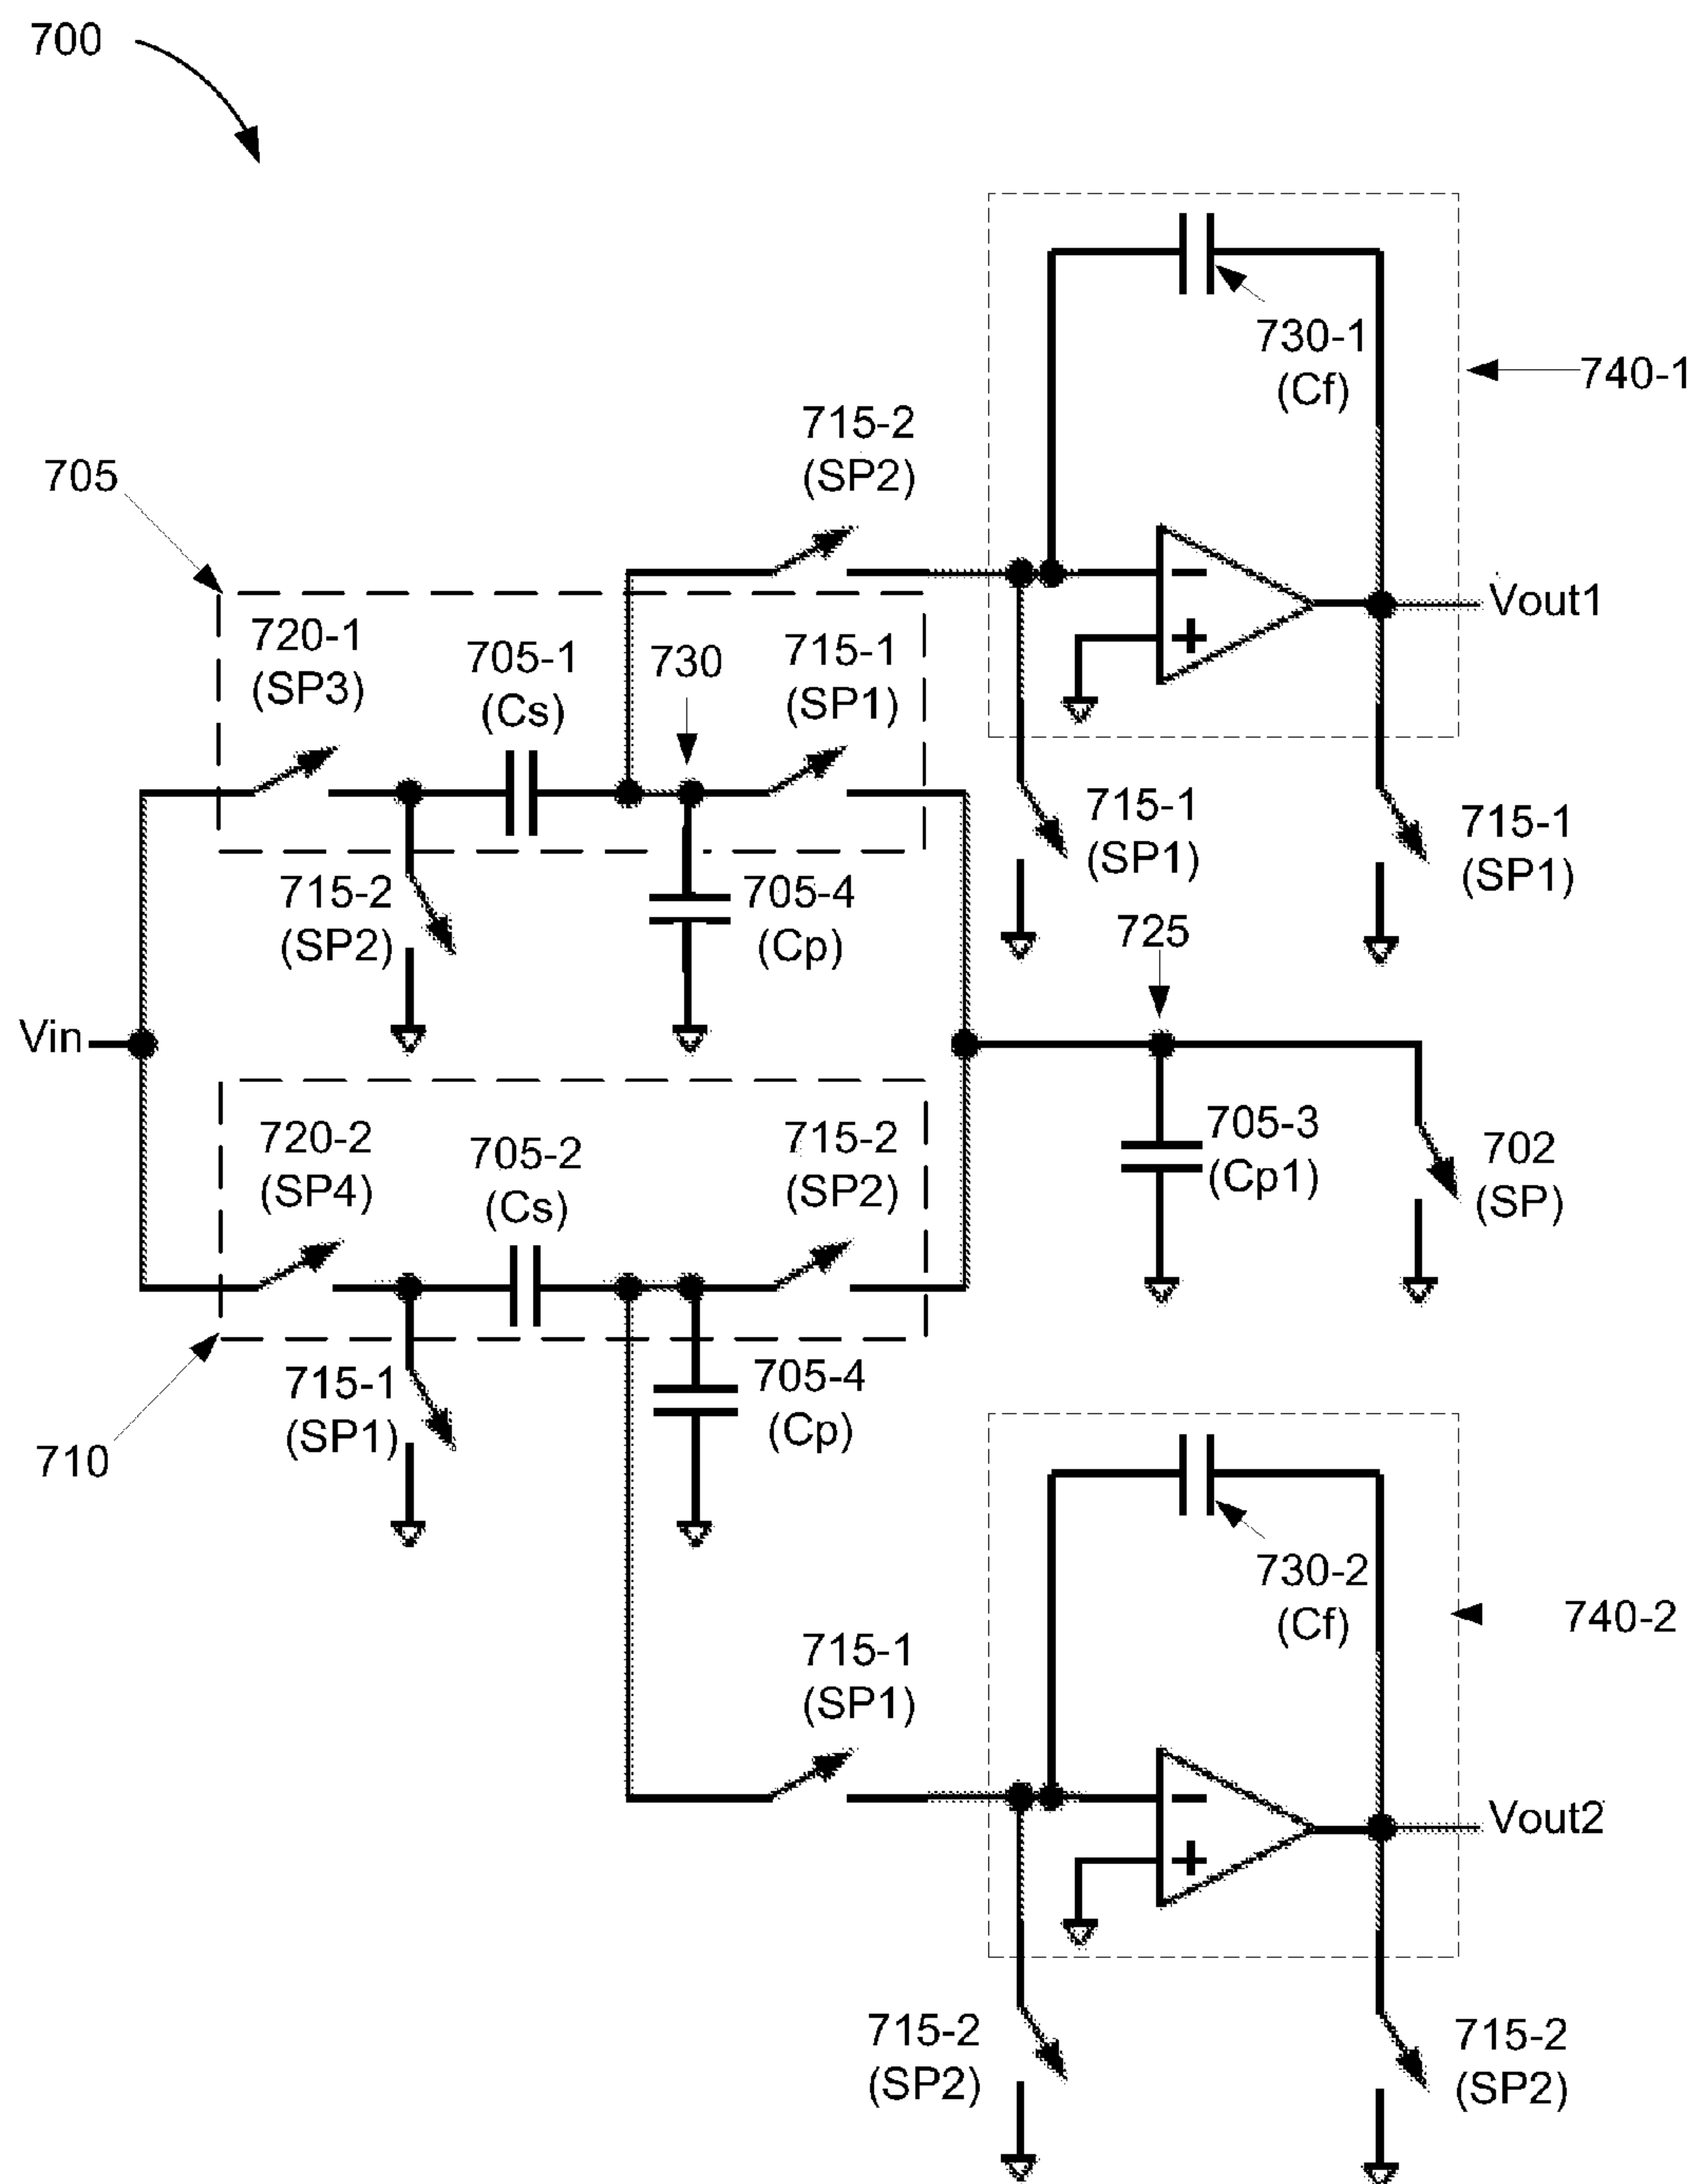 700
730-1
(Cf)
740-1
715-2
(SP2)
705
Vout1
720-1
(SP3)
705-1
(Cs)
730
715-1
(SP1)
715-1
(SP1)
715-1
(SP1)
715-2
(SP2)
705-4
(Cp)
725
Vin
720-2
(SP4)
705-2
(Cs)
715-2
(SP2)
705-3
(Cp1)
702
(SP)
715-1
(SP1)
705-4
(Cp)
710
730-2
(Cf)
740-2
715-1
(SP1)
Vout2
715-2
(SP2)
715-2
(SP2)